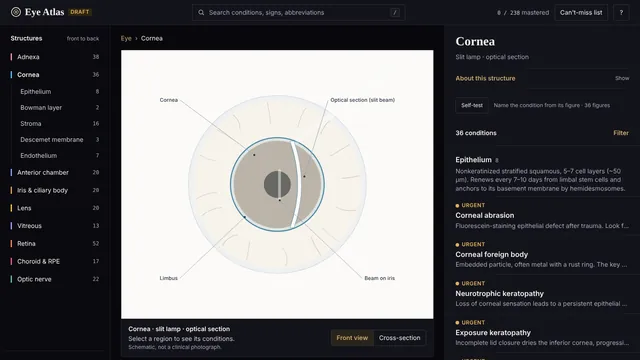 Eye Atlas DRAFT
Search conditions, signs, abbreviations /
0 / 238 mastered
Can't-miss list
?
Structures front to back
Adnexa 38
Cornea 36
Epithelium 8
Bowman layer 2
Stroma 16
Descemet membrane 3
Endothelium 7
Anterior chamber 20
Iris & ciliary body 20
Lens 20
Vitreous 13
Retina 52
Choroid & RPE 17
Optic nerve 22
Eye › Cornea
Cornea
Optical section (slit beam)
Limbus
Beam on iris
Cornea · slit lamp · optical section
Select a region to see its conditions.
Schematic, not a clinical photograph.
Front view
Cross-section
Cornea
Slit lamp · optical section
About this structure Show
Self-test
Name the condition from its figure · 38 figures
36 conditions Filter
Epithelium 8
Nonkeratinized stratified squamous, 5–7 cell layers (~50
μm). Renews every 7–10 days from limbal stem cells and
anchors to its basement membrane by hemidesmosomes.
URGENT
Corneal abrasion
Fluorescein-staining epithelial defect after trauma. Look f…
URGENT
Corneal foreign body
Embedded particle, often metal with a rust ring. The key …
URGENT
Neurotrophic keratopathy
Loss of corneal sensation leads to a persistent epithelial …
URGENT
Exposure keratopathy
Incomplete lid closure dries the inferior cornea, progressi…